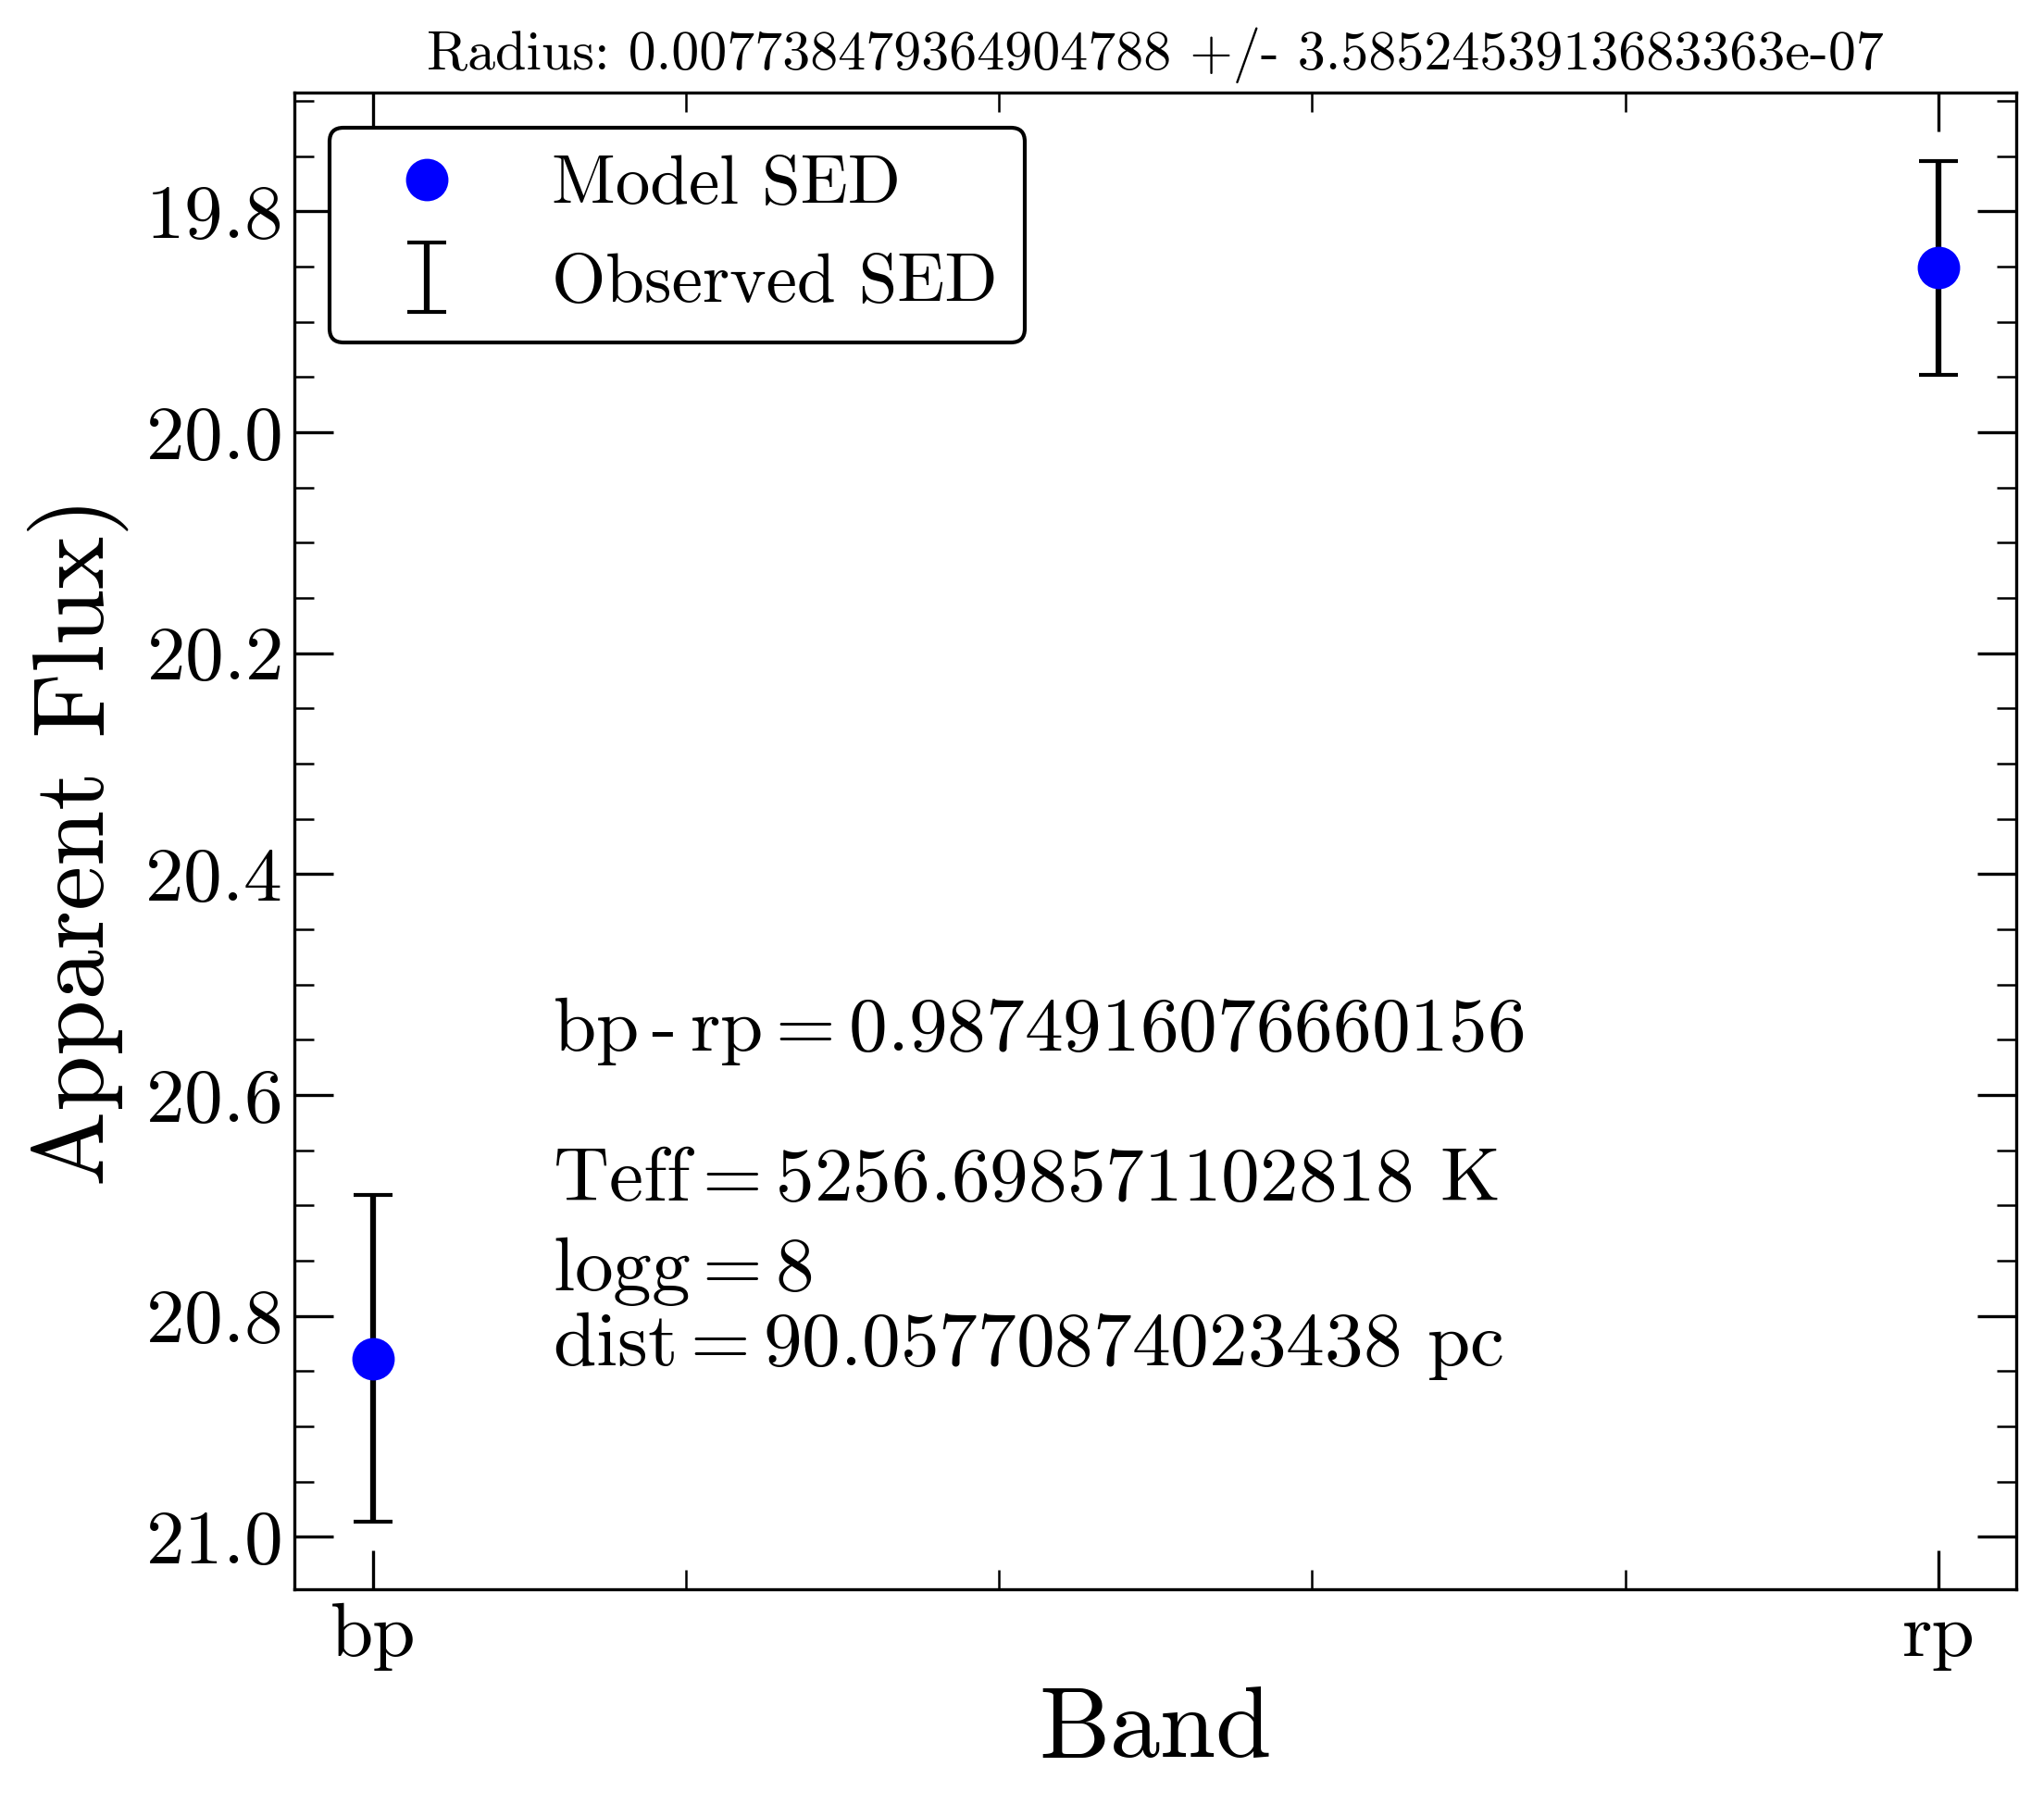 Radius: 0.007738479364904788 +/- 3.5852453913683363e-07
Model SED
Observed SED
19.8
20.0
20.2
20.4
20.6
20.8
21.0
Apparent Flux)
bp - rp = 0.9874916076660156
Teff = 5256.698571102818 K
logg = 8
dist = 90.05770874023438 pc
bp
rp
Band